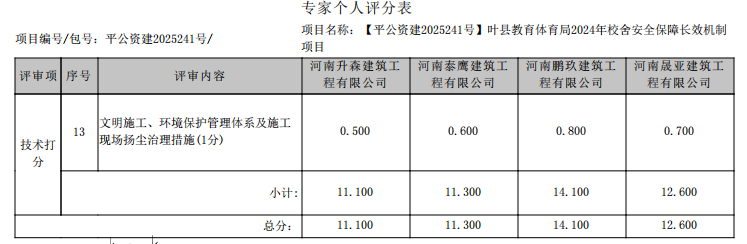 专家个人评分表
项目编号/包号：平公资建2025241号/
项目名称：【平公资建2025241号】叶县教育体育局2024年校舍安全保障长效机制
项目
评审项 序号 评审内容 河南升森建筑工 河南泰鹰建筑工 河南鹏玖建筑工 河南晟亚建筑工
程有限公司 程有限公司 程有限公司 程有限公司
技术打
分
13 文明施工、环境保护管理体系及施工
现场扬尘治理措施(1分)
0.500 0.600 0.800 0.700
小计: 11.100 11.300 14.100 12.600
总分: 11.100 11.300 14.100 12.600